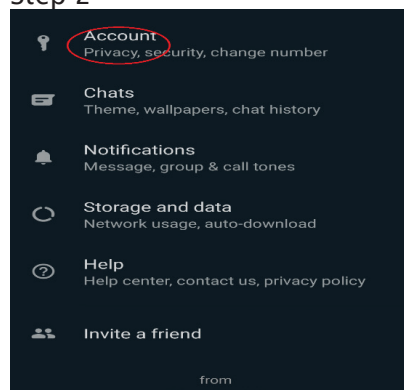 Step-2
Account
Privacy, security, change number
Chats
Theme, wallpapers, chat history
Notifications
Message, group & call tones
Storage and data
Network usage, auto-download
Help
Help center, contact us, privacy policy
Invite a friend
from